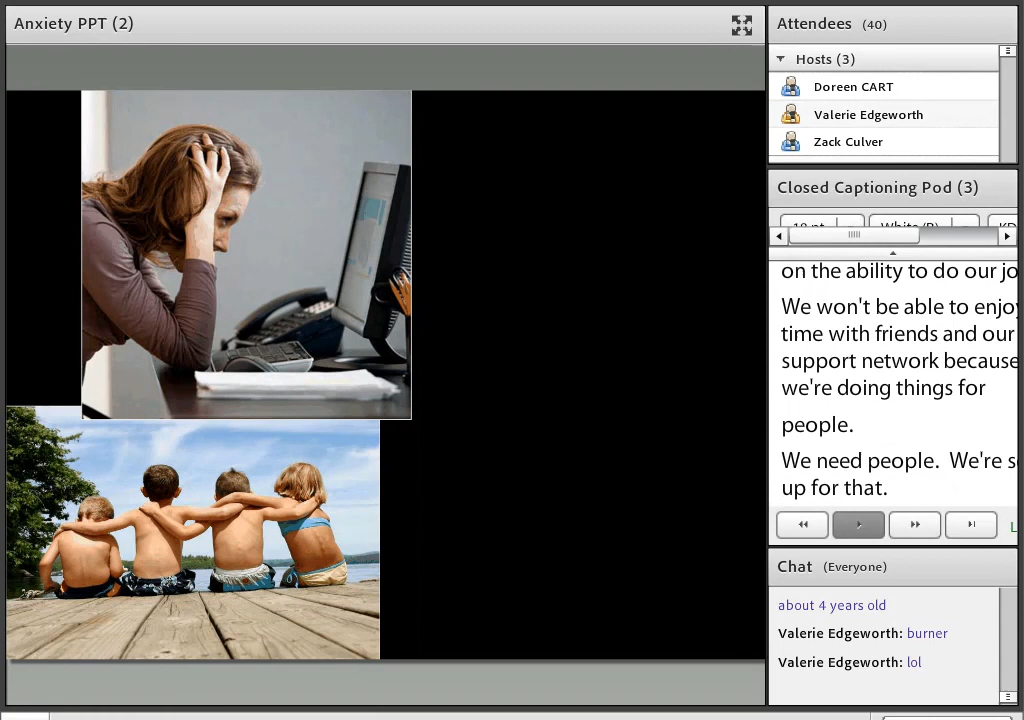 Anxiety PPT (2)
Attendees (40)
Hosts (3)
Doreen CART
Valerie Edgeworth
Zack Culver
Closed Captioning Pod (3)
on the ability to do our jo
We won't be able to enjoy
time with friends and our
support network because
we're doing things for
people.
We need people. We're s
up for that.
Chat (Everyone)
about 4 years old
Valerie Edgeworth: burner
Valerie Edgeworth: lol